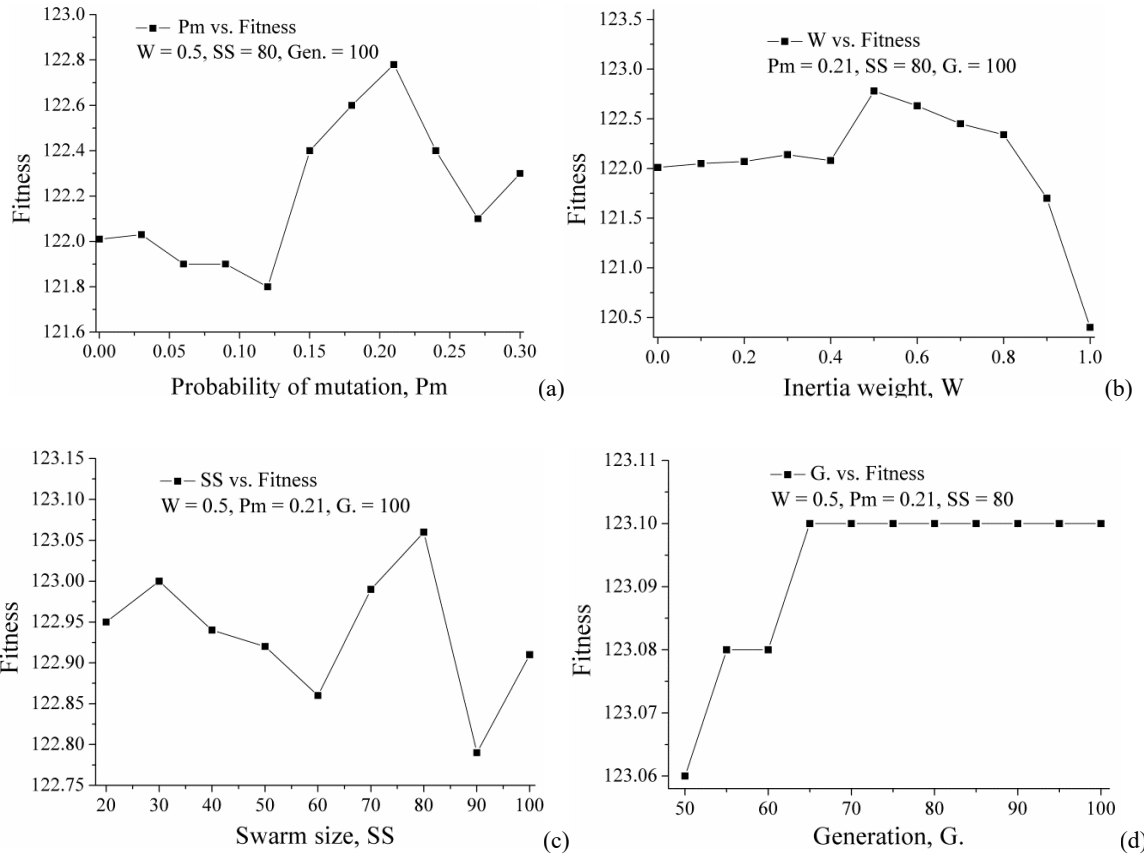 123.0
122.8
122.6
122.4
122.2
122.0
121.8
121.6
Fitness
Pm vs. Fitness
W = 0.5, SS = 80, Gen. = 100
0.00 0.05 0.10 0.15 0.20 0.25 0.30
Probability of mutation, Pm
(a)
123.5
123.0
122.5
122.0
121.5
121.0
120.5
Fitness
W vs. Fitness
Pm = 0.21, SS = 80, G. = 100
0.0 0.2 0.4 0.6 0.8 1.0
Inertia weight, W
(b)
123.15
123.10
123.05
123.00
122.95
122.90
122.85
122.80
122.75
Fitness
SS vs. Fitness
W = 0.5, Pm = 0.21, G. = 100
20 30 40 50 60 70 80 90 100
Swarm size, SS
(c)
123.11
123.10
123.09
123.08
123.07
123.06
Fitness
G. vs. Fitness
W = 0.5, Pm = 0.21, SS = 80
50 60 70 80 90 100
Generation, G.
(d)